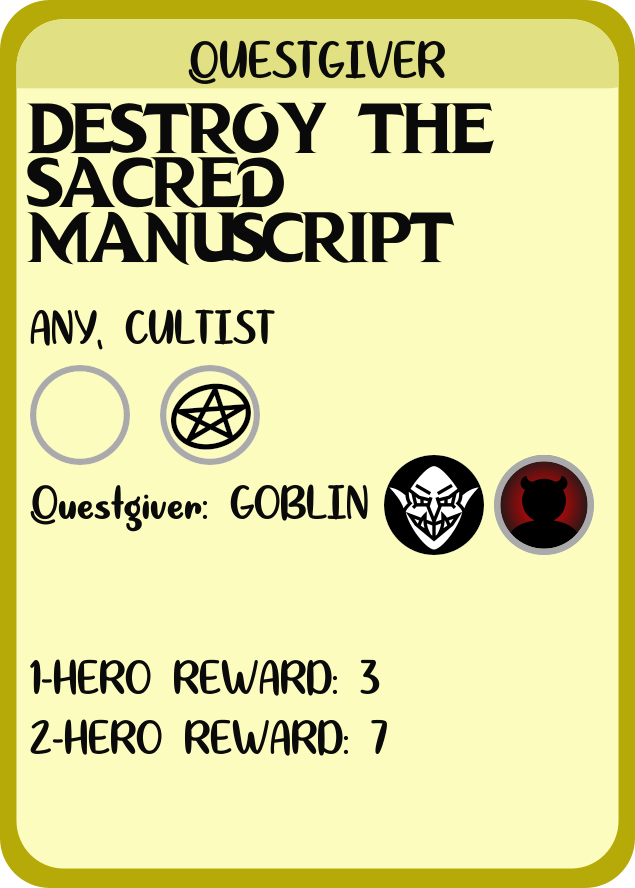 QUESTGIVER
DESTROY THE
SACRED
MANUSCRIPT
ANY, CULTIST
Questgiver: GOBLIN
1-HERO REWARD: 3
2-HERO REWARD: 7